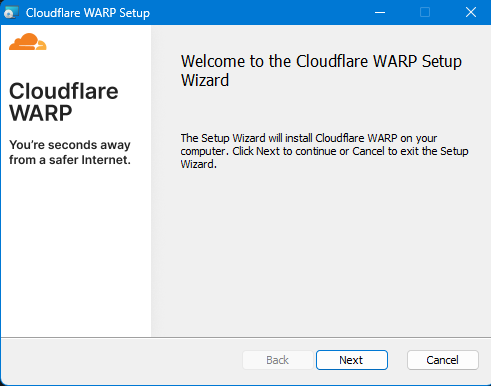 Cloudflare WARP Setup
Cloudflare
WARP
You're seconds away
from a safer Internet.
Welcome to the Cloudflare WARP Setup
Wizard
The Setup Wizard will install Cloudflare WARP on your
computer. Click Next to continue or Cancel to exit the Setup
Wizard.
Back
Next
Cancel